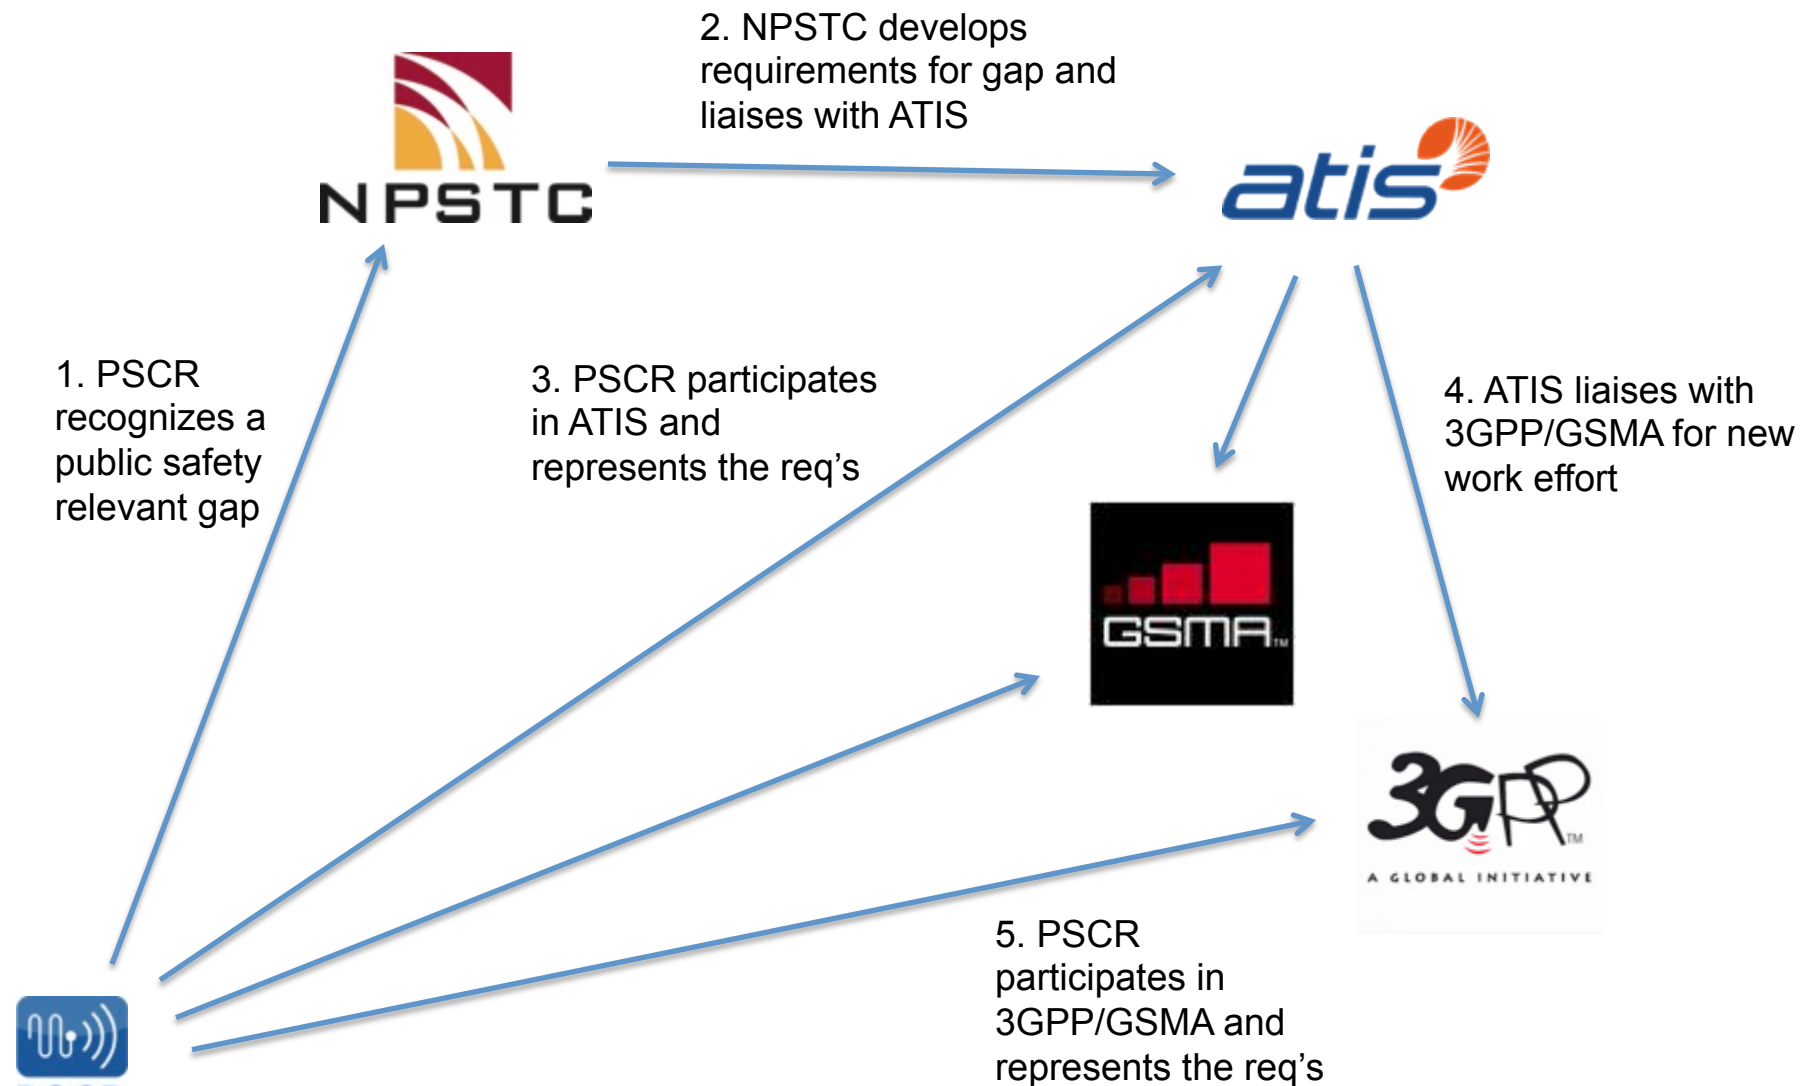 2. NPSTC develops
requirements for gap and
liaises with ATIS
NPSTC
atis
1. PSCR
recognizes a
public safety
relevant gap
3. PSCR participates
in ATIS and
represents the req’s
4. ATIS liaises with
3GPP/GSMA for new
work effort
GSMA™
3GPP™
A GLOBAL INITIATIVE
5. PSCR
participates in
3GPP/GSMA and
represents the req’s